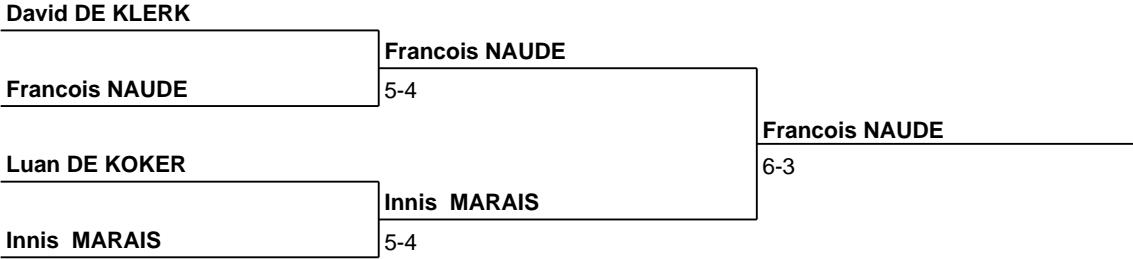 David DE KLERK
Francois NAUDE
Francois NAUDE
5-4
Francois NAUDE
Luan DE KOKER
6-3
Innis  MARAIS
Innis  MARAIS
5-4